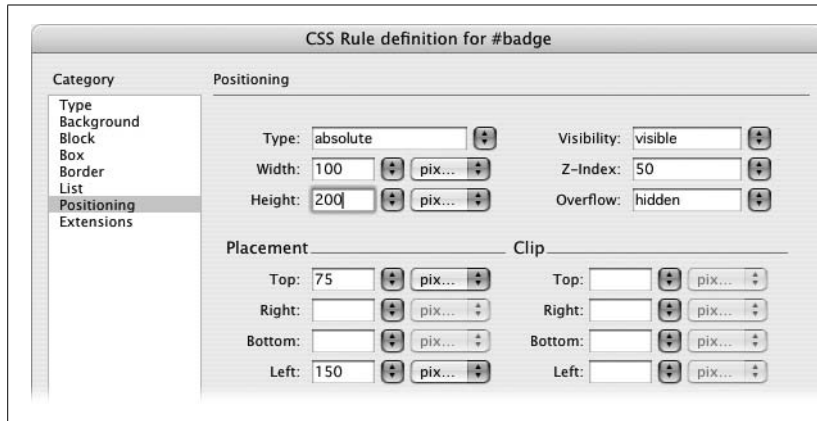 CSS Rule definition for #badge
Category
Type
Background
Block
Box
Border
List
Positioning
Extensions
Positioning
Type: absolute
Width: 100 pix...
Height: 200 pix...
Visibility: visible
Z-Index: 50
Overflow: hidden
Placement
Top: 75 pix...
Right: pix...
Bottom: pix...
Left: 150 pix...
Clip
Top: pix...
Right: pix...
Bottom: pix...
Left: pix...